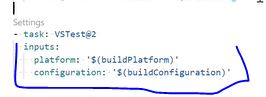 Settings
- task: VSTest@2
inputs:
platform: '$(buildPlatform)'
configuration: '$(buildConfiguration)'